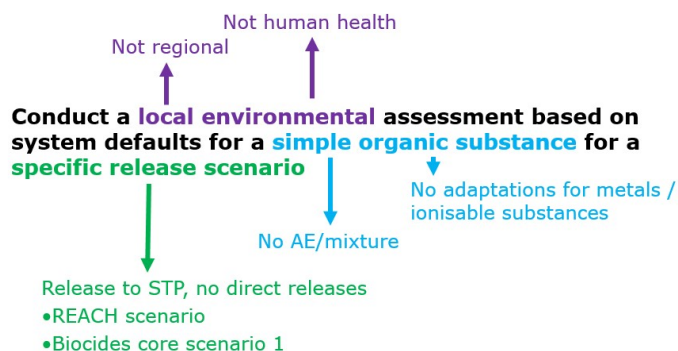 Not human health
Not regional
Conduct a local environmental assessment based on
system defaults for a simple organic substance for a
specific release scenario
No adaptations for metals /
ionisable substances
No AE/mixture
Release to STP, no direct releases
•REACH scenario
•Biocides core scenario 1